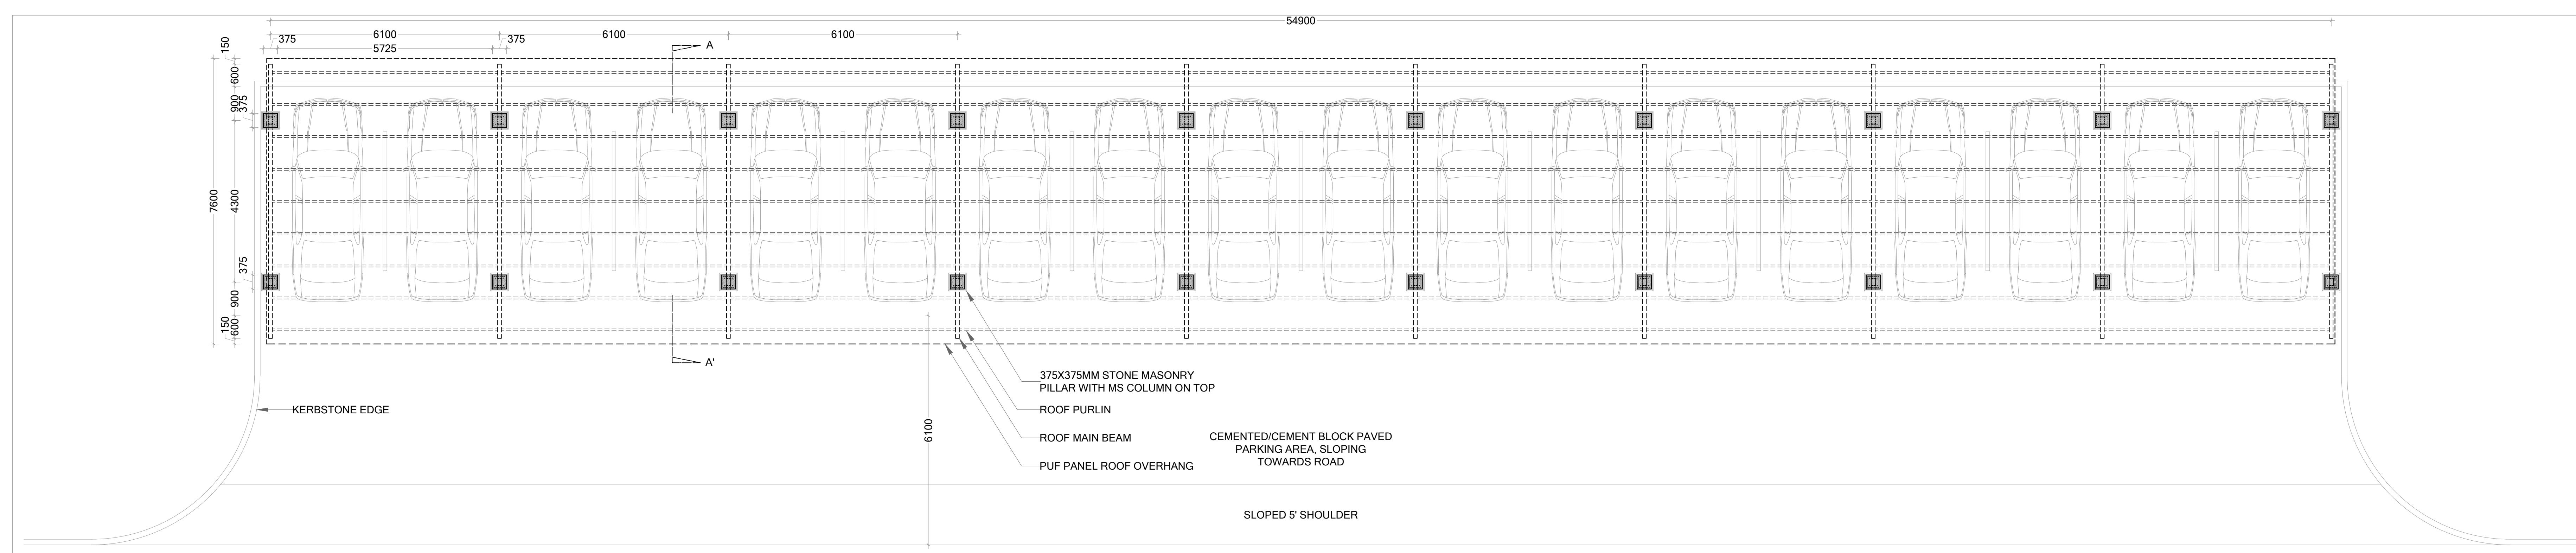 54900
6100
6100
6100
375
5725
375
150
600
900
375
7600
4300
375
900
150
600
A
A'
375X375MM STONE MASONRY
PILLAR WITH MS COLUMN ON TOP
KERBSTONE EDGE
ROOF PURLIN
6100
ROOF MAIN BEAM
CEMENTED/CEMENT BLOCK PAVED
PARKING AREA, SLOPING
TOWARDS ROAD
PUF PANEL ROOF OVERHANG
SLOPED 5' SHOULDER